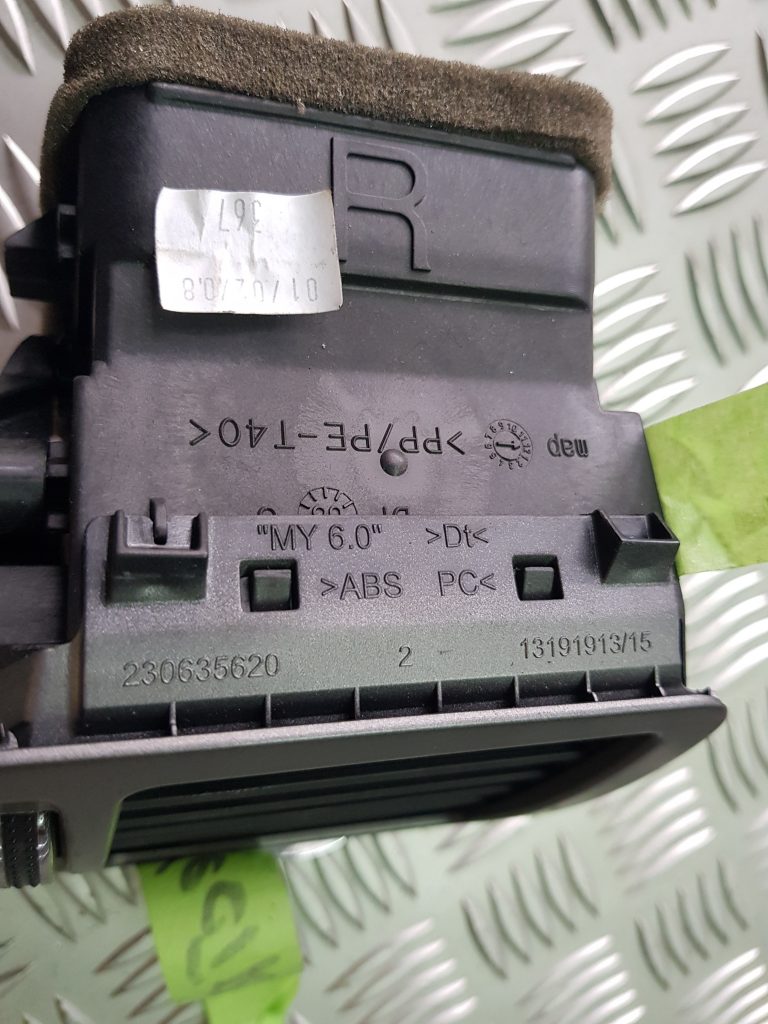 R
367
01/02/08
>PP/PE-T40<
map
"MY 6.0" >Dt<
>ABS PC<
230635620 2 13191913/15